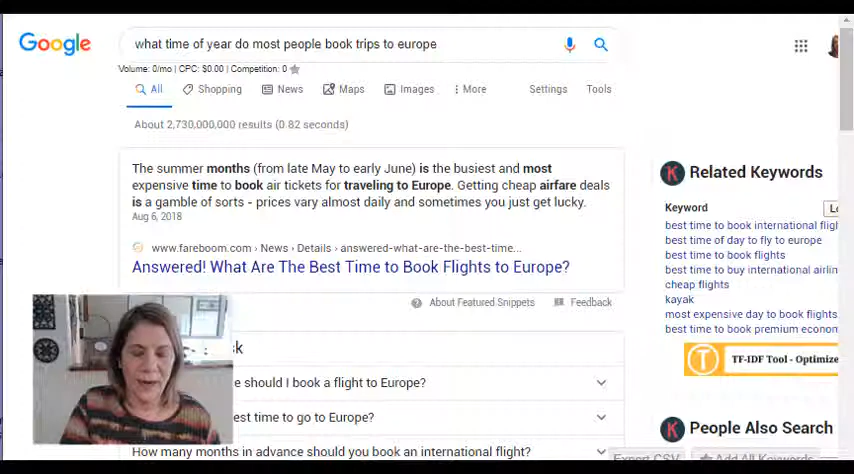 Google
what time of year do most people book trips to europe
Volume: 0/mo | CPC: $0.00 | Competition: 0
All Shopping News Maps Images More Settings Tools
About 2,730,000,000 results (0.82 seconds)
The summer months (from late May to early June) is the busiest and most
expensive time to book air tickets for traveling to Europe. Getting cheap airfare deals
is a gamble of sorts - prices vary almost daily and sometimes you just get lucky.
Aug 6, 2018
www.fareboom.com › News › Details › answered-what-are-the-best-time...
Answered! What Are The Best Time to Book Flights to Europe?
About Featured Snippets Feedback
should I book a flight to Europe?
time to go to Europe?
How many months in advance should you book an international flight?
K Related Keywords
Keyword
best time to book international
best time of day to fly to europe
best time to book flights
best time to buy international
cheap flights
kayak
most expensive day to book flights
best time to book premium
T TF-IDF Tool - Optimize
K People Also Search
Export CSV Add All Keywords